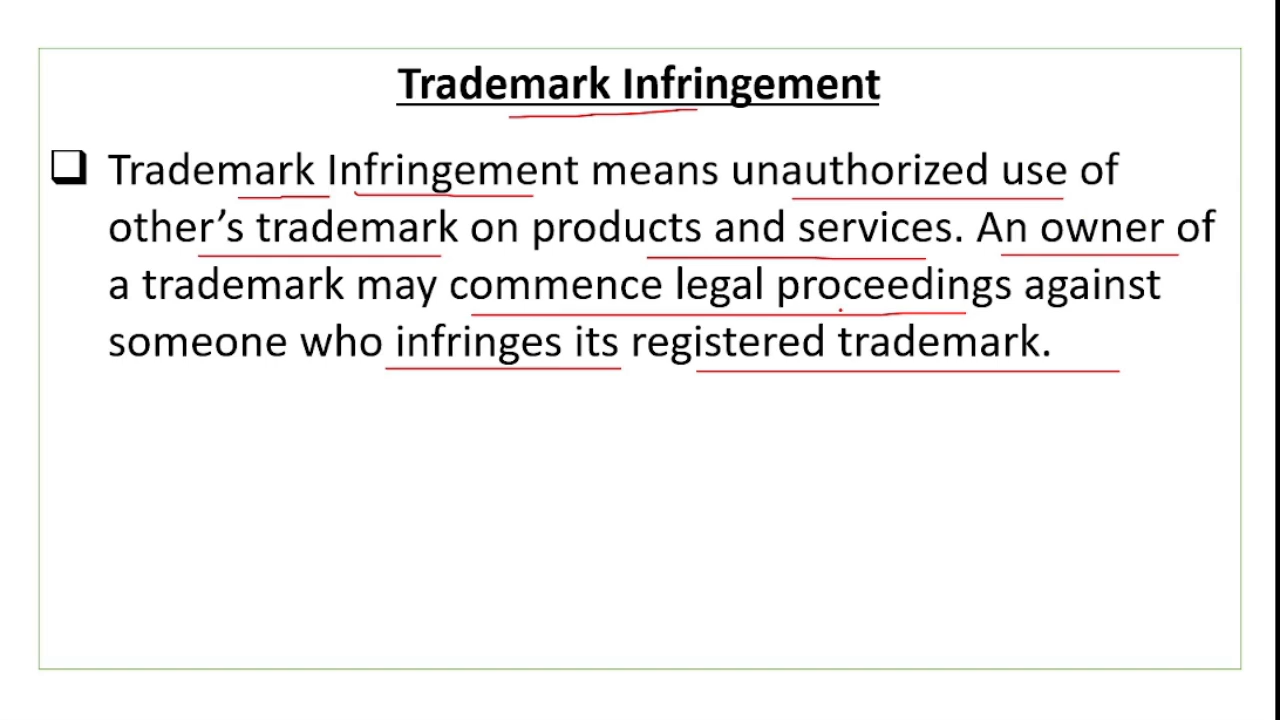 Trademark Infringement
Trademark Infringement means unauthorized use of
other’s trademark on products and services. An owner of
a trademark may commence legal proceedings against
someone who infringes its registered trademark.